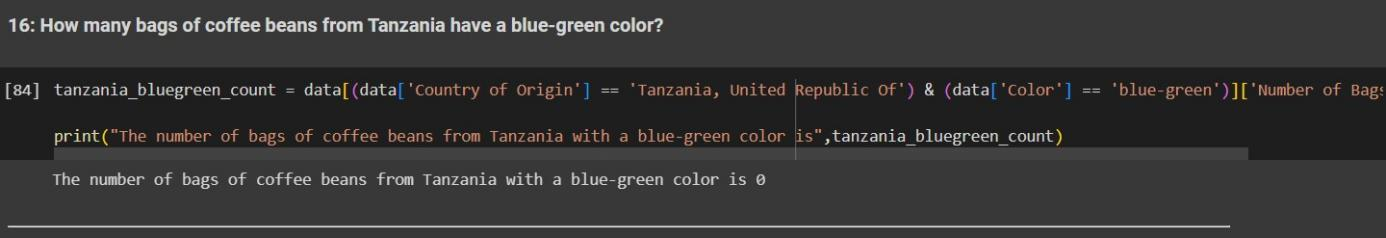 16: How many bags of coffee beans from Tanzania have a blue-green color?
[84] tanzania_bluegreen_count = data[(data['Country of Origin'] == 'Tanzania, United Republic Of') & (data['Color'] == 'blue-green')]['Number of Bags
print("The number of bags of coffee beans from Tanzania with a blue-green color is",tanzania_bluegreen_count)
The number of bags of coffee beans from Tanzania with a blue-green color is 0